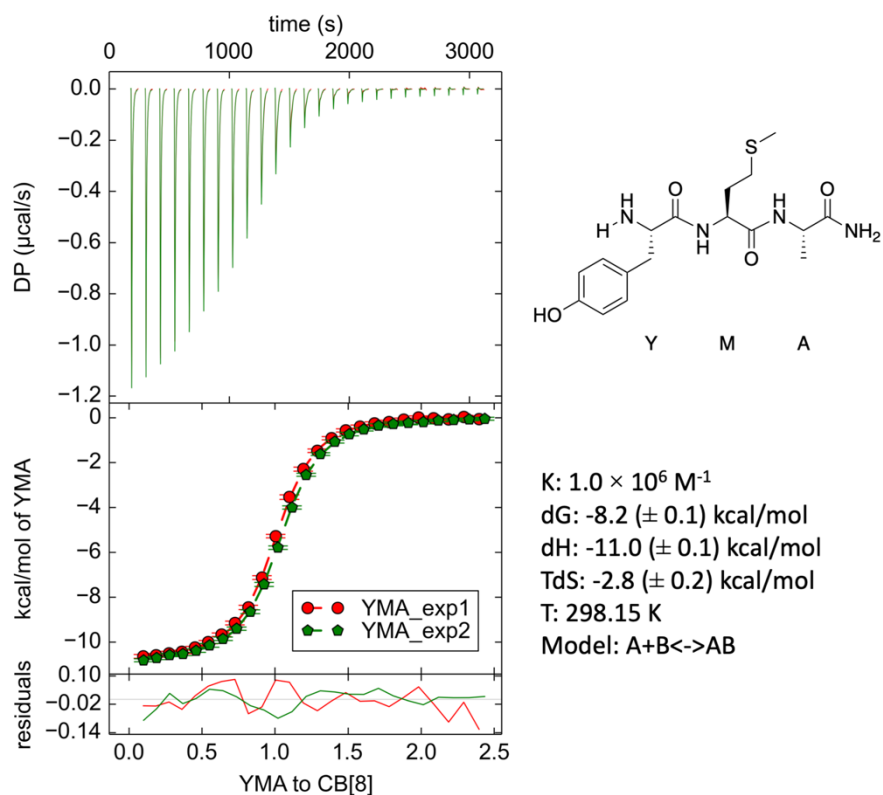 time (s)
0 1000 2000 3000
0.0
−0.2
−0.4
−0.6
−0.8
−1.0
−1.2
DP (µcal/s)
0
−2
−4
−6
−8
−10
kcal/mol of YMA
YMA_exp1
YMA_exp2
0.10
−0.02
−0.14
residuals
0.0 0.5 1.0 1.5 2.0 2.5
YMA to CB[8]
S
O
O
H
N
H
N
H
N
H
NH2
O
HO
Y M A
K: 1.0 × 10⁶ M⁻¹
dG: -8.2 (± 0.1) kcal/mol
dH: -11.0 (± 0.1) kcal/mol
TdS: -2.8 (± 0.2) kcal/mol
T: 298.15 K
Model: A+B<->AB